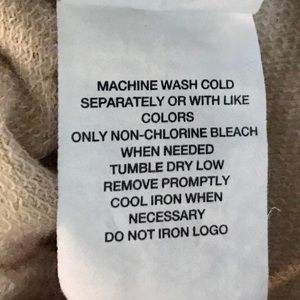 MACHINE WASH COLD
SEPARATELY OR WITH LIKE
COLORS
ONLY NON-CHLORINE BLEACH
WHEN NEEDED
TUMBLE DRY LOW
REMOVE PROMPTLY
COOL IRON WHEN
NECESSARY
DO NOT IRON LOGO